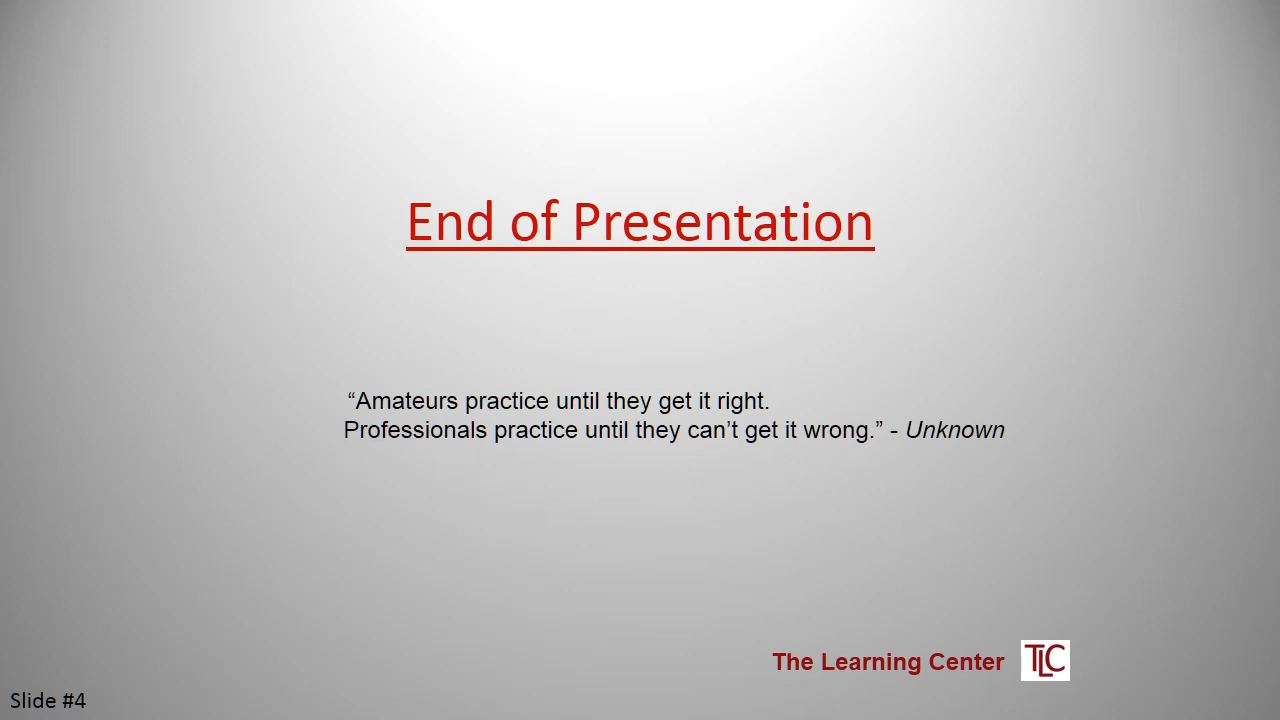 End of Presentation
“Amateurs practice until they get it right.
Professionals practice until they can’t get it wrong.” - Unknown
The Learning Center TLC
Slide #4